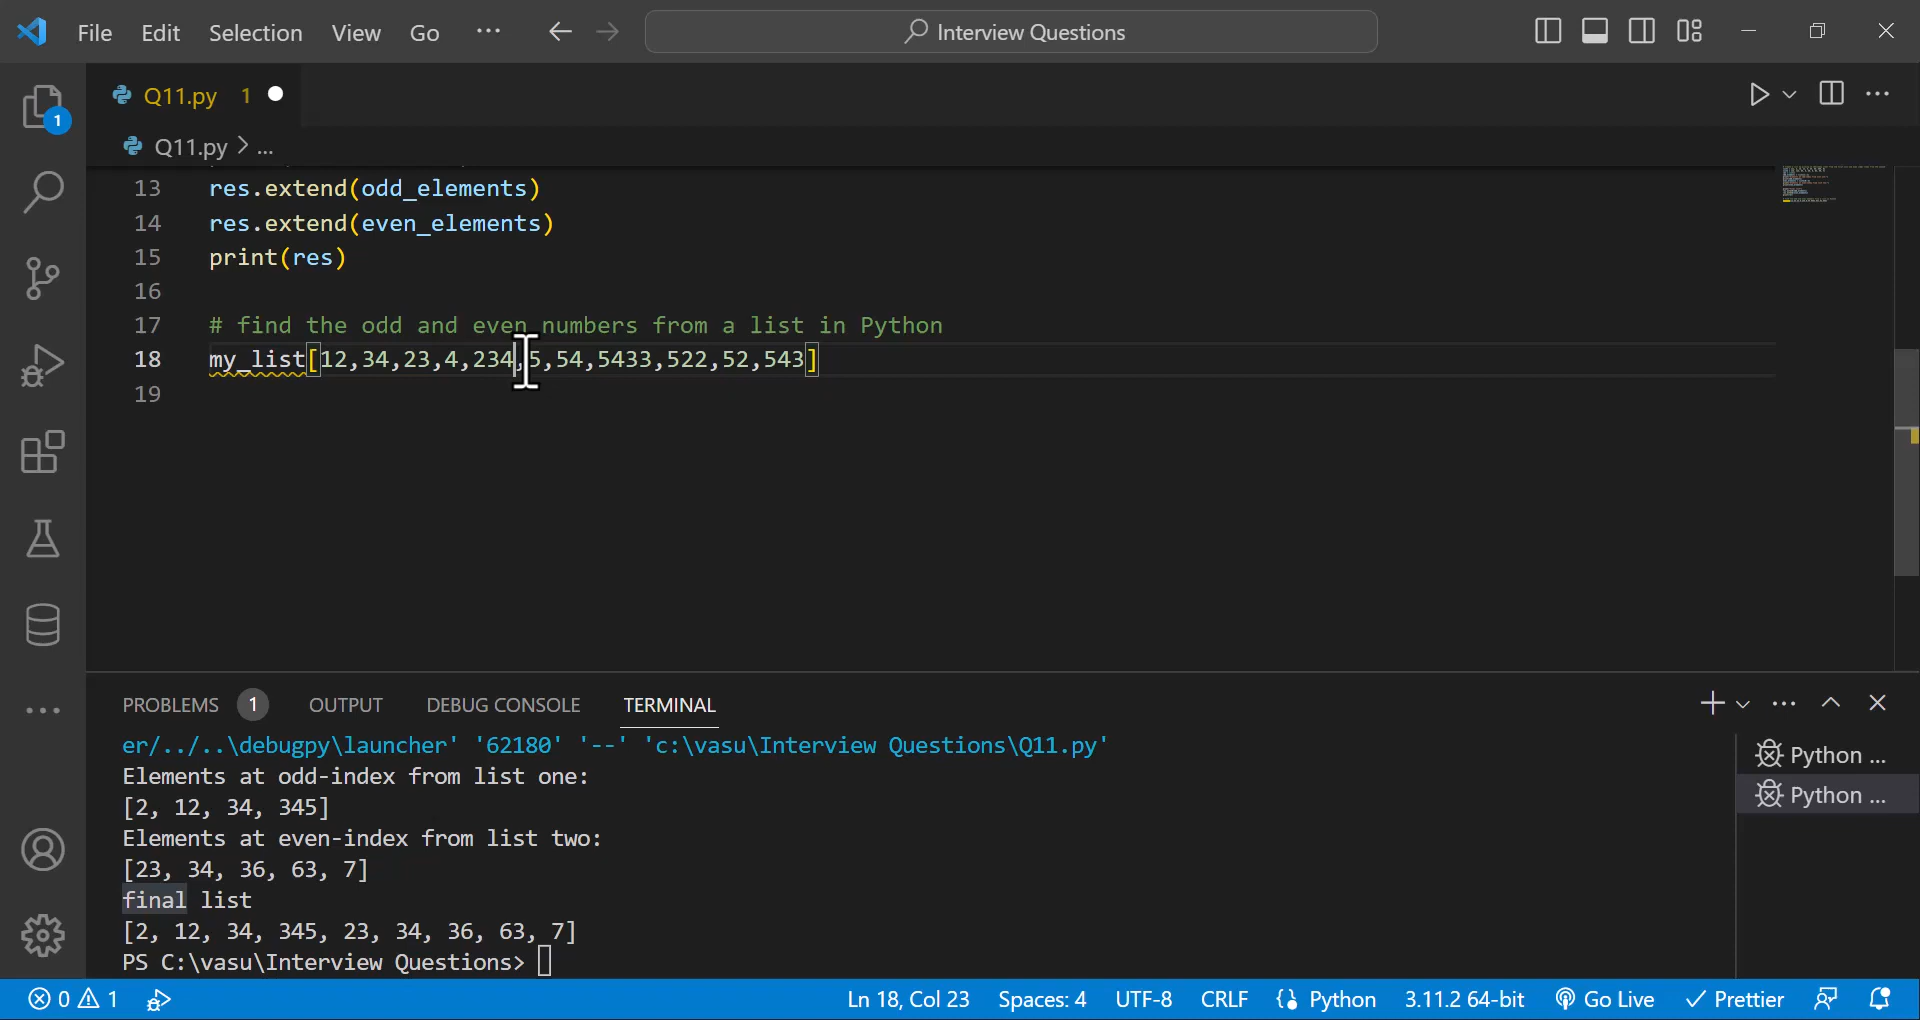 File Edit Selection View Go ... Interview Questions
1
Q11.py 1
Q11.py > ...
13 res.extend(odd_elements)
14 res.extend(even_elements)
15 print(res)
16
17 # find the odd and even numbers from a list in Python
18 my_list[12,34,23,4,234,5,54,5433,522,52,543]
19
PROBLEMS 1 OUTPUT DEBUG CONSOLE TERMINAL
er/../..\debugpy\launcher' '62180' '--' 'c:\vasu\Interview Questions\Q11.py'
Elements at odd-index from list one:
[2, 12, 34, 345]
Elements at even-index from list two:
[23, 34, 36, 63, 7]
final list
[2, 12, 34, 345, 23, 34, 36, 63, 7]
PS C:\vasu\Interview Questions>
Python ...
Python ...
0 1 Ln 18, Col 23 Spaces: 4 UTF-8 CRLF Python 3.11.2 64-bit Go Live Prettier